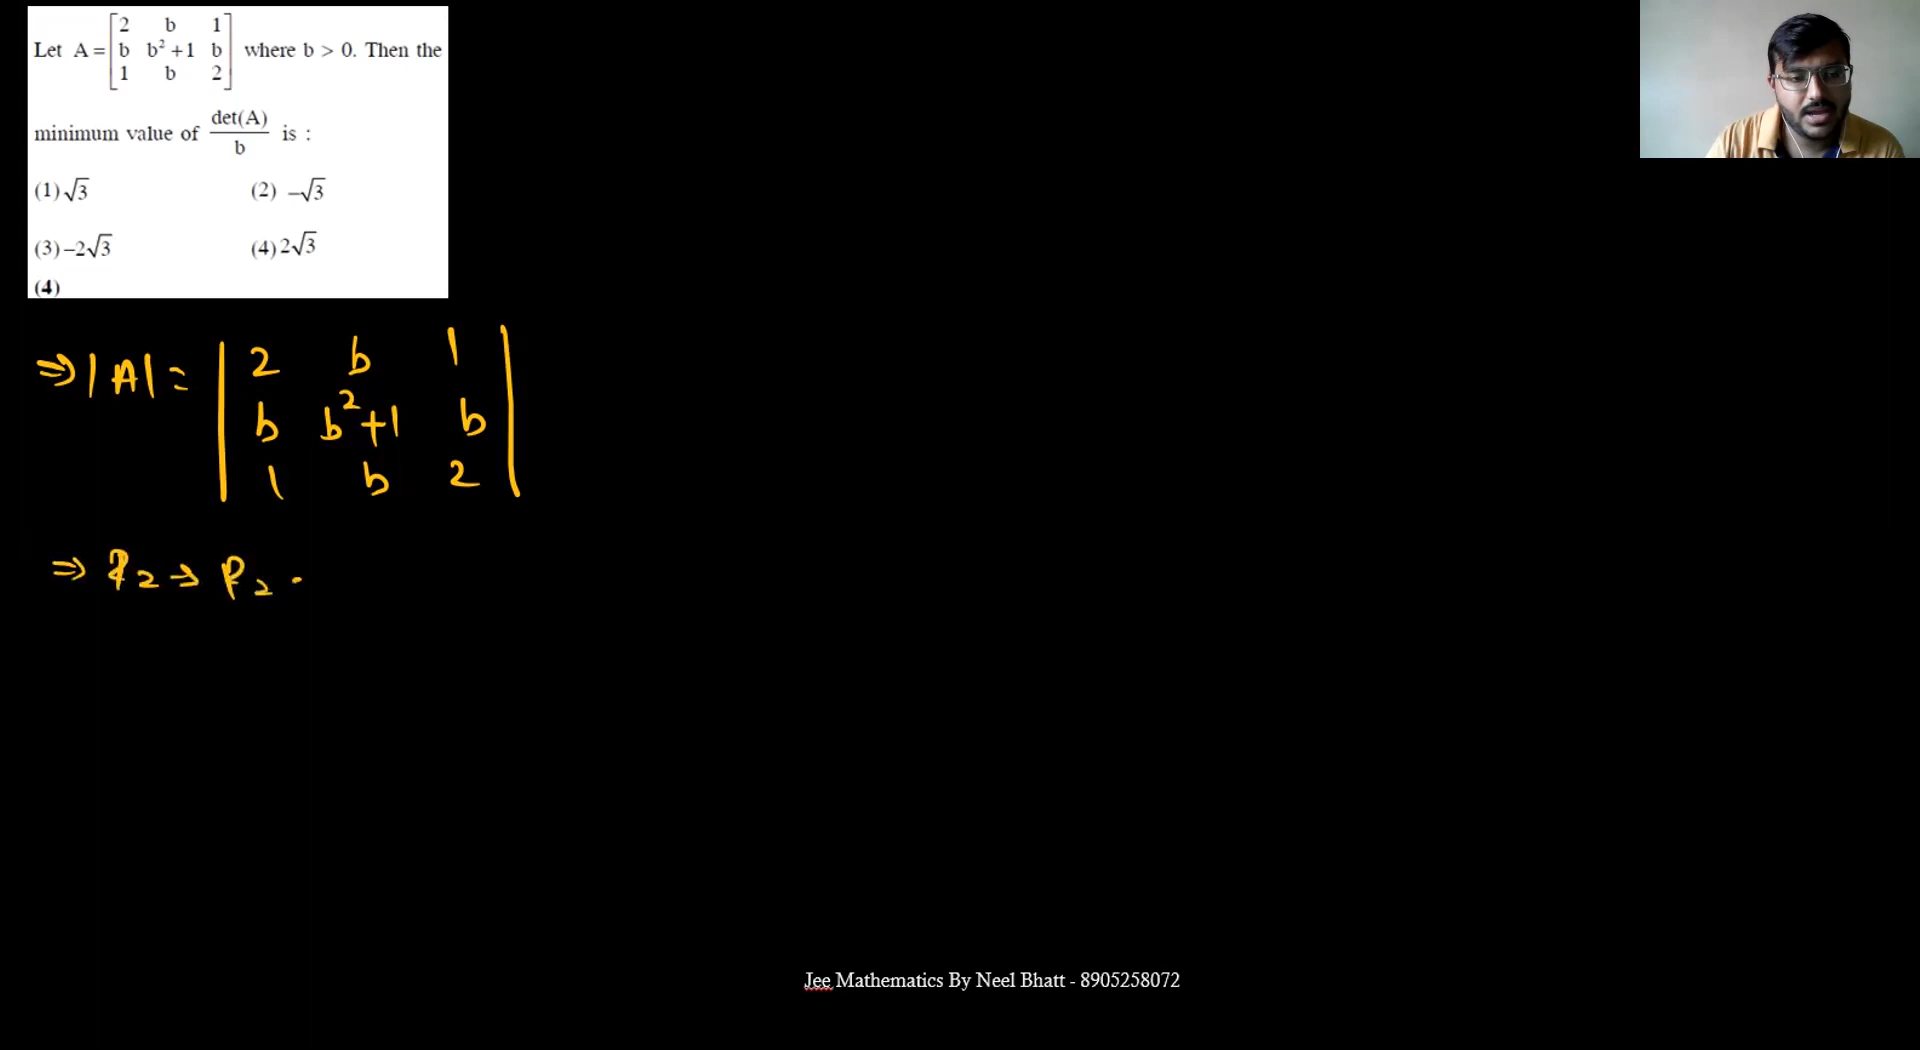 Let A = [2 b 1
b b² +1 b
1 b 2] where b > 0. Then the
minimum value of det(A)/b is :
(1) √3 (2) –√3
(3) –2√3 (4) 2√3
(4)
⇒ |A| = | 2 b 1
b b²+1 b
1 b 2 |
⇒ R₂ → R₂ -
Jee Mathematics By Neel Bhatt - 8905258072